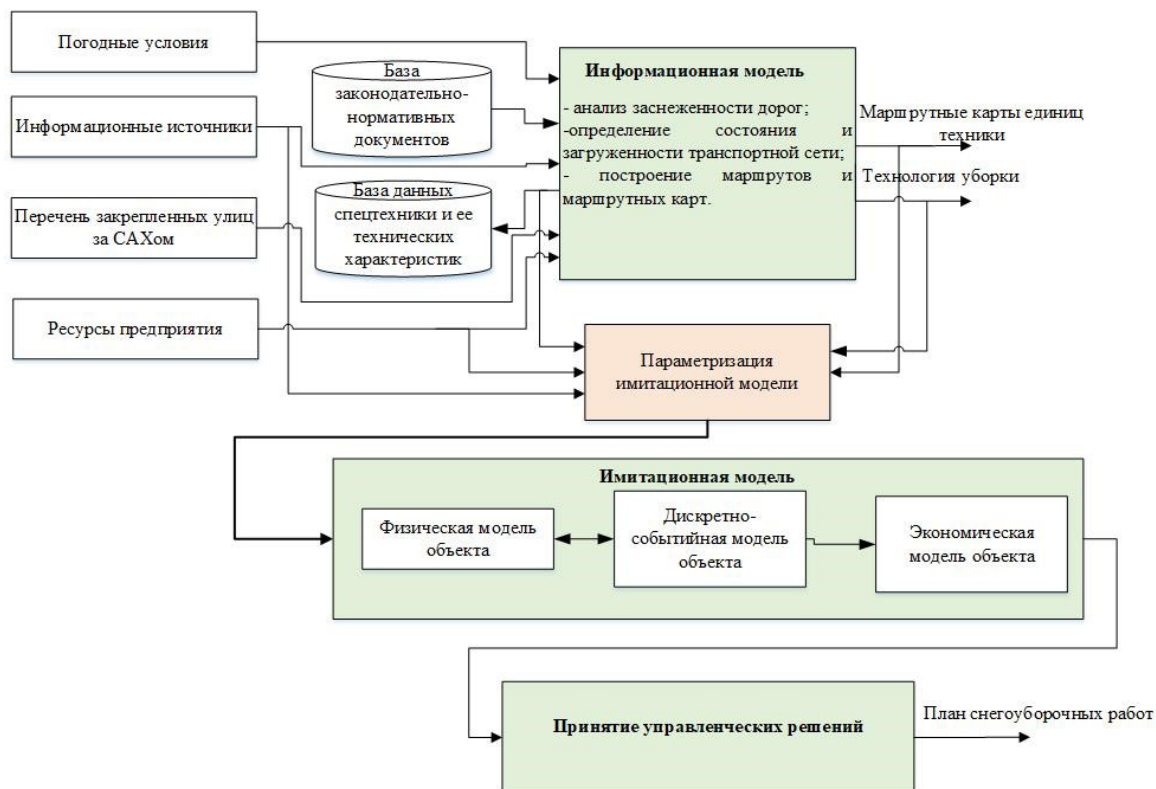 Погодные условия
Информационные источники
Перечень закрепленных улиц
за САХом
Ресурсы предприятия
База
законодательно-
нормативных
документов
База данных
спецтехники и ее
технических
характеристик
Информационная модель
- анализ заснеженности дорог;
-определение состояния и
загруженности транспортной сети;
- построение маршрутов и
маршрутных карт.
Маршрутные карты единиц
техники
Технология уборки
Параметризация
имитационной модели
Имитационная модель
Физическая модель
объекта
Дискретно-
событийная модель
объекта
Экономическая
модель объекта
Принятие управленческих решений
План снегоуборочных работ